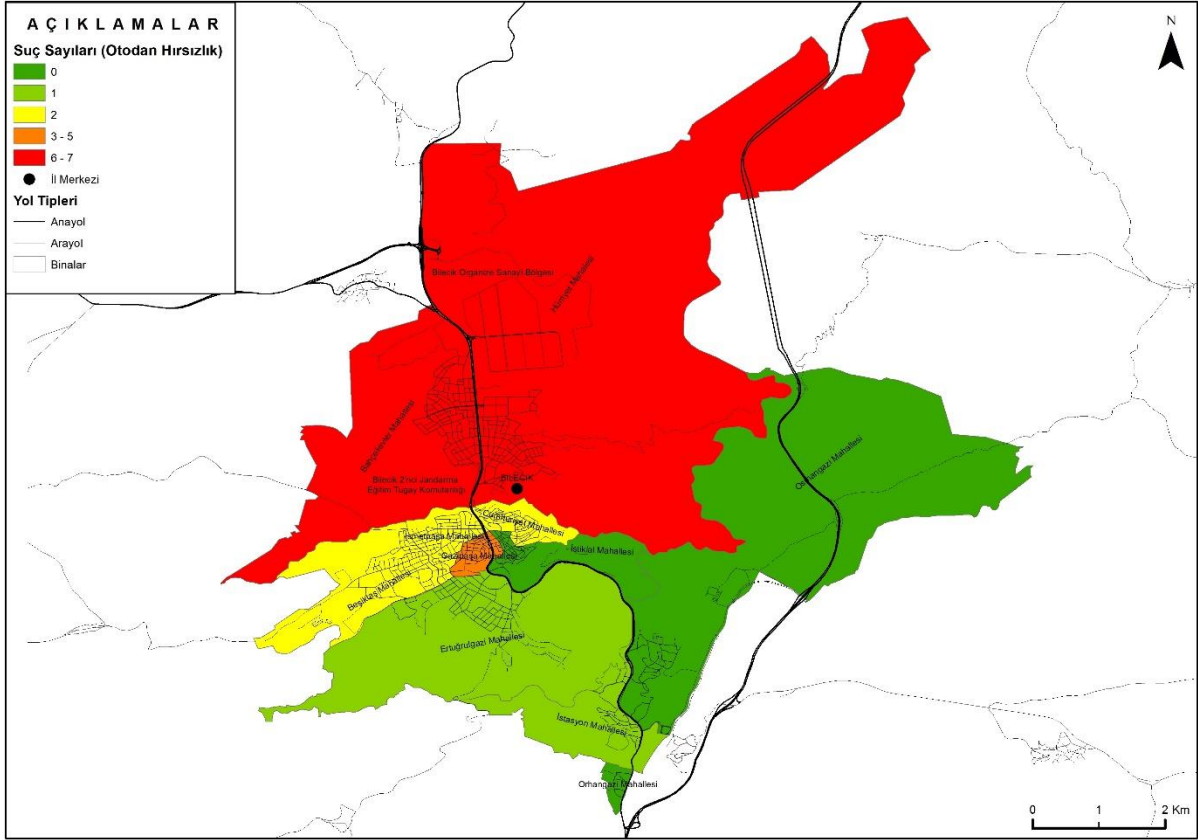 A Ç I K L A M A L A R
Suç Sayıları (Otodan Hırsızlık)
0
1
2
3 - 5
6 - 7
İl Merkezi
Yol Tipleri
Anayol
Arayol
Binalar
N
Bilecik Organize Sanayi Bölgesi
Hürriyet Mahallesi
Bahçelievler Mahallesi
Bilecik 2'nci Jandarma
Eğitim Tugay Komutanlığı
BİLECİK
Orhangazi Mahallesi
Cumhuriyet Mahallesi
İsmetpaşa Mahallesi
Gazipaşa Mahallesi
İstiklal Mahallesi
Beşiktaş Mahallesi
Ertuğrulgazi Mahallesi
İstasyon Mahallesi
Orhangazi Mahallesi
0 1 2 Km